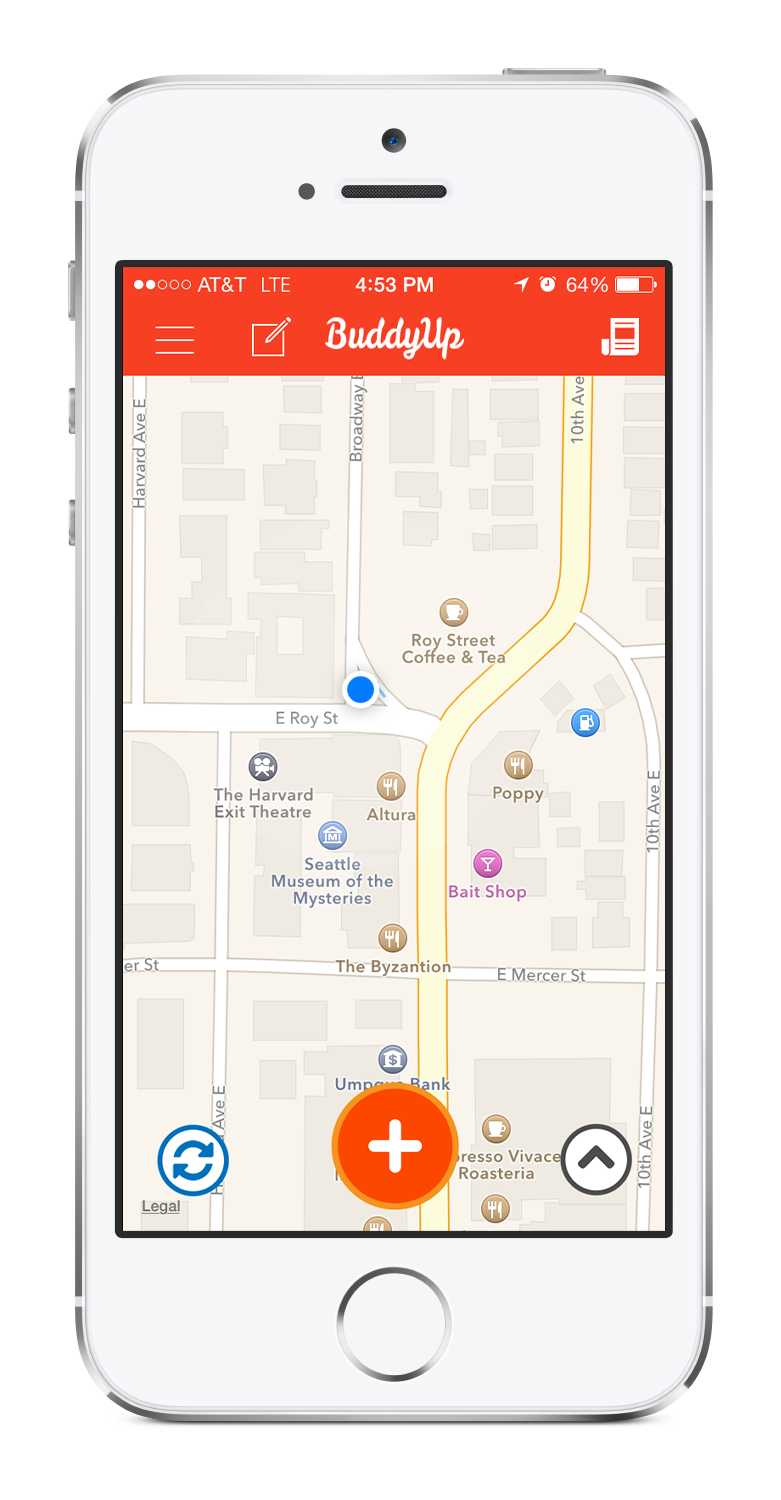 AT&T LTE 4:53 PM 64%
BuddyUp
Harvard Ave E
Broadway
10th Ave
Roy Street
Coffee & Tea
E Roy St
The Harvard
Exit Theatre
Altura
Poppy
Seattle
Museum of the
Mysteries
Bait Shop
10th Ave E
The Byzantion
er St
E Mercer St
Umpqua Bank
Ave E
10th Ave E
resso Vivace
Roasteria
Legal